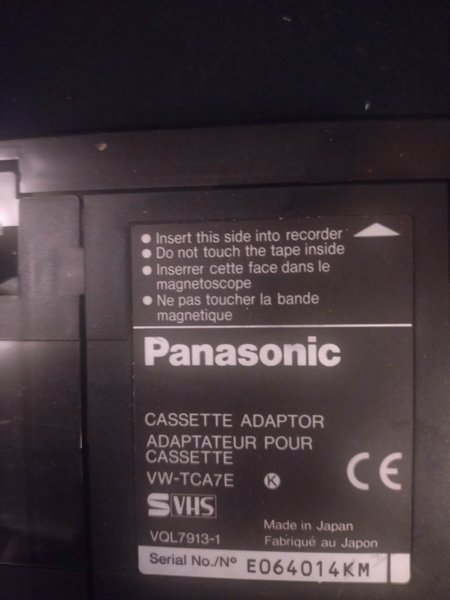 ● Insert this side into recorder
● Do not touch the tape inside
● Inserrer cette face dans le
magnetoscope
● Ne pas toucher la bande
magnetique
Panasonic
CASSETTE ADAPTOR
ADAPTATEUR POUR
CASSETTE
VW-TCA7E K
CE
S VHS
VQL7913-1
Made in Japan
Fabriqué au Japon
Serial No./Nº E064014KM